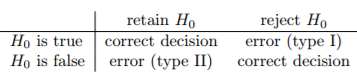 retain H₀ reject H₀
H₀ is true correct decision error (type I)
H₀ is false error (type II) correct decision